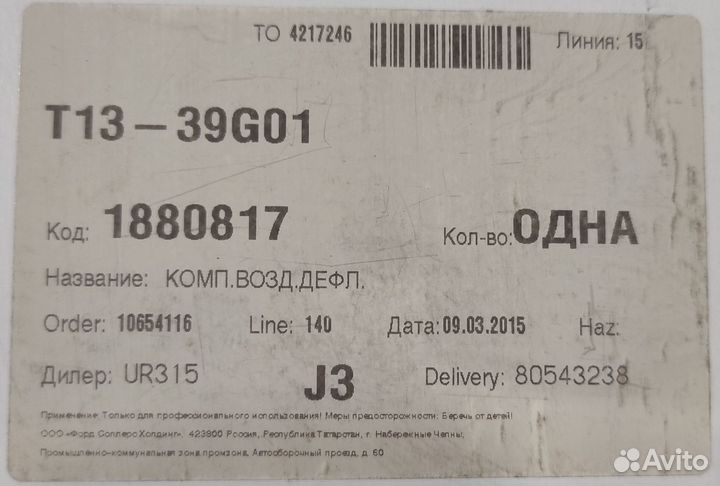 ТО 4217246 Линия: 15
T13-39G01
Код: 1880817 Кол-во: ОДНА
Название: КОМП.ВОЗД.ДЕФЛ.
Order: 10654116 Line: 140 Дата: 09.03.2015 Haz:
Дилер: UR315 J3 Delivery: 80543238
Применение: Только для профессионального использования! Меры предосторожности: Беречь от детей!
ООО «Форд Соллерс Холдинг», 423800 Россия, Республика Татарстан, г. Набережные Челны,
Промышленно-коммунальная зона промзона, Автосборочный проезд, д. 60
Avito